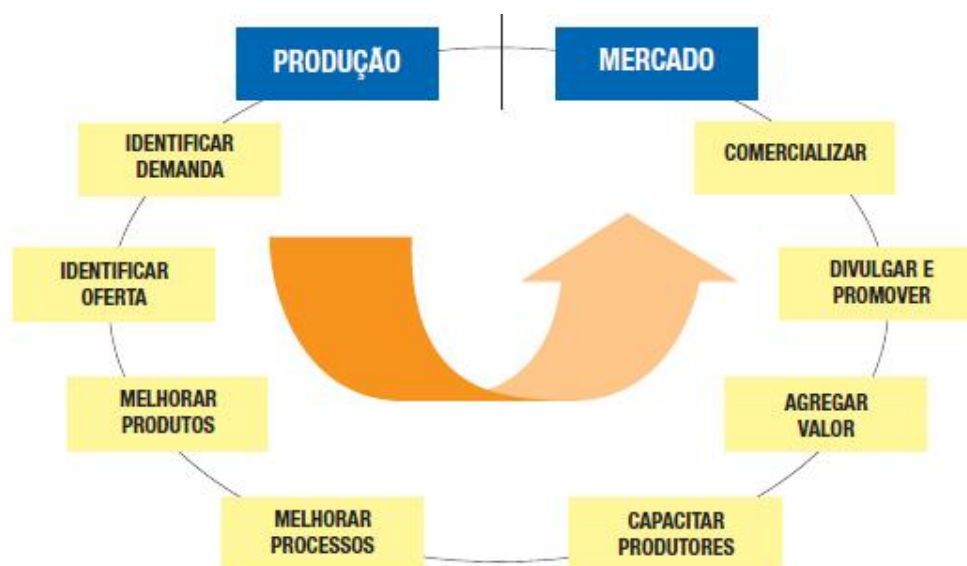 PRODUÇÃO
MERCADO
IDENTIFICAR
DEMANDA
IDENTIFICAR
OFERTA
MELHORAR
PRODUTOS
MELHORAR
PROCESSOS
CAPACITAR
PRODUTORES
AGREGAR
VALOR
DIVULGAR E
PROMOVER
COMERCIALIZAR